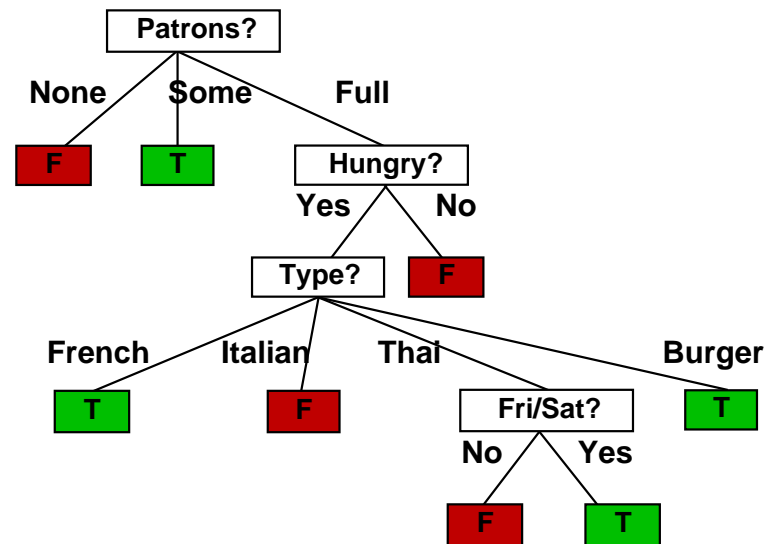 Patrons?
None Some Full
F T Hungry?
Yes No
Type? F
French Italian Thai Burger
T F Fri/Sat? T
No Yes
F T